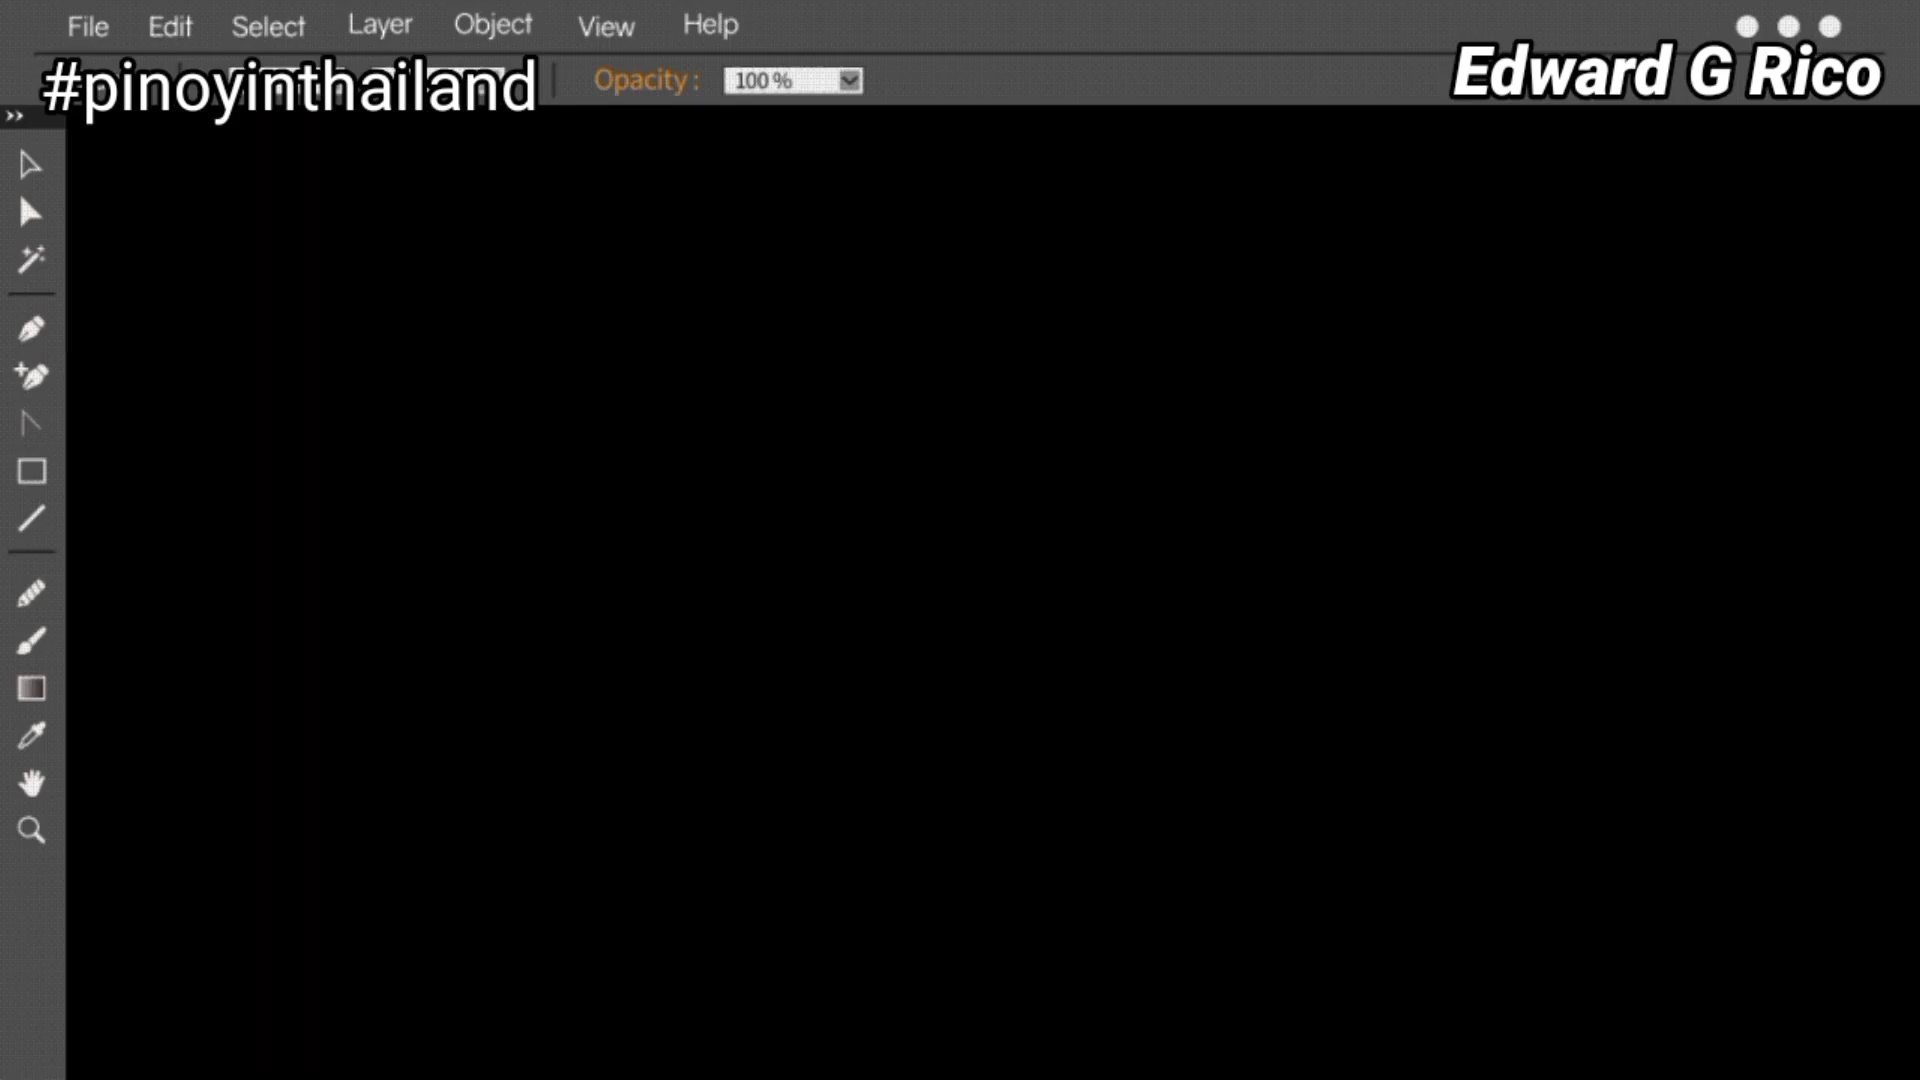 File Edit Select Layer Object View Help
#pinoyinthailand
Opacity : 100 %
Edward G Rico